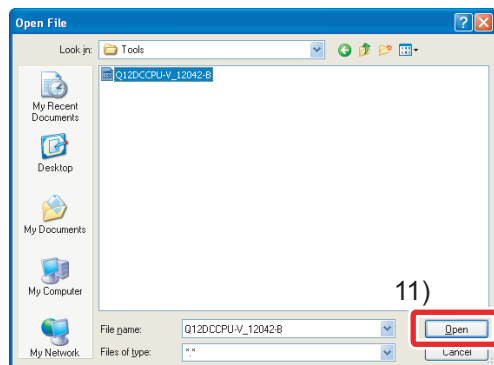 Open File
Look in:
Tools
Q12DCCPU-V_12042-B
My Recent
Documents
Desktop
My Documents
My Computer
My Network
11)
File name:
Q12DCCPU-V_12042-B
Open
Files of type:
*.*
Cancel